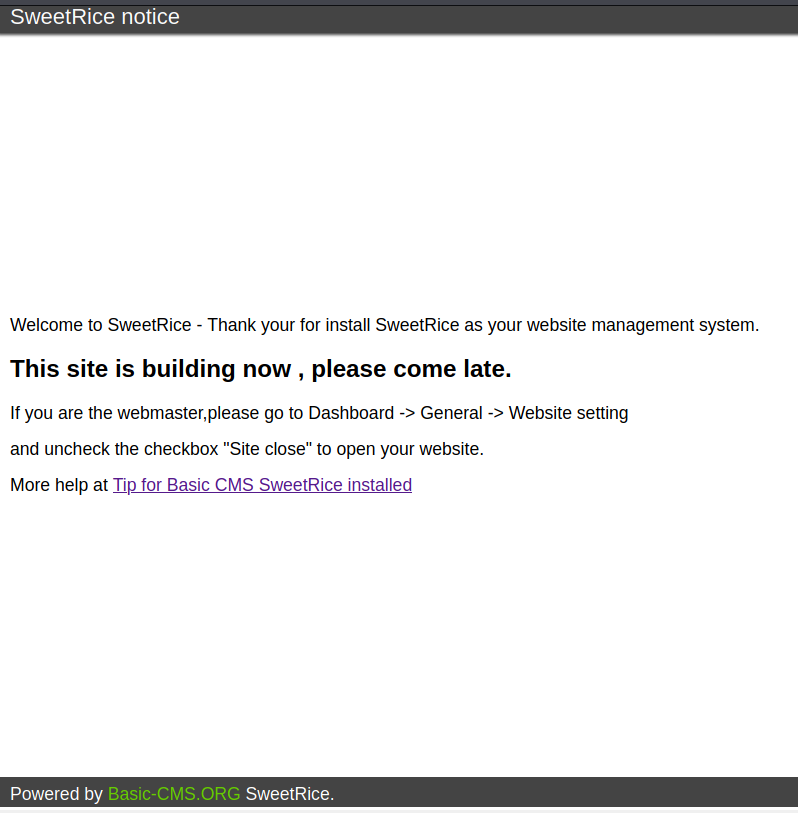 SweetRice notice
Welcome to SweetRice - Thank your for install SweetRice as your website management system.
This site is building now , please come late.
If you are the webmaster,please go to Dashboard -> General -> Website setting
and uncheck the checkbox "Site close" to open your website.
More help at Tip for Basic CMS SweetRice installed
Powered by Basic-CMS.ORG SweetRice.